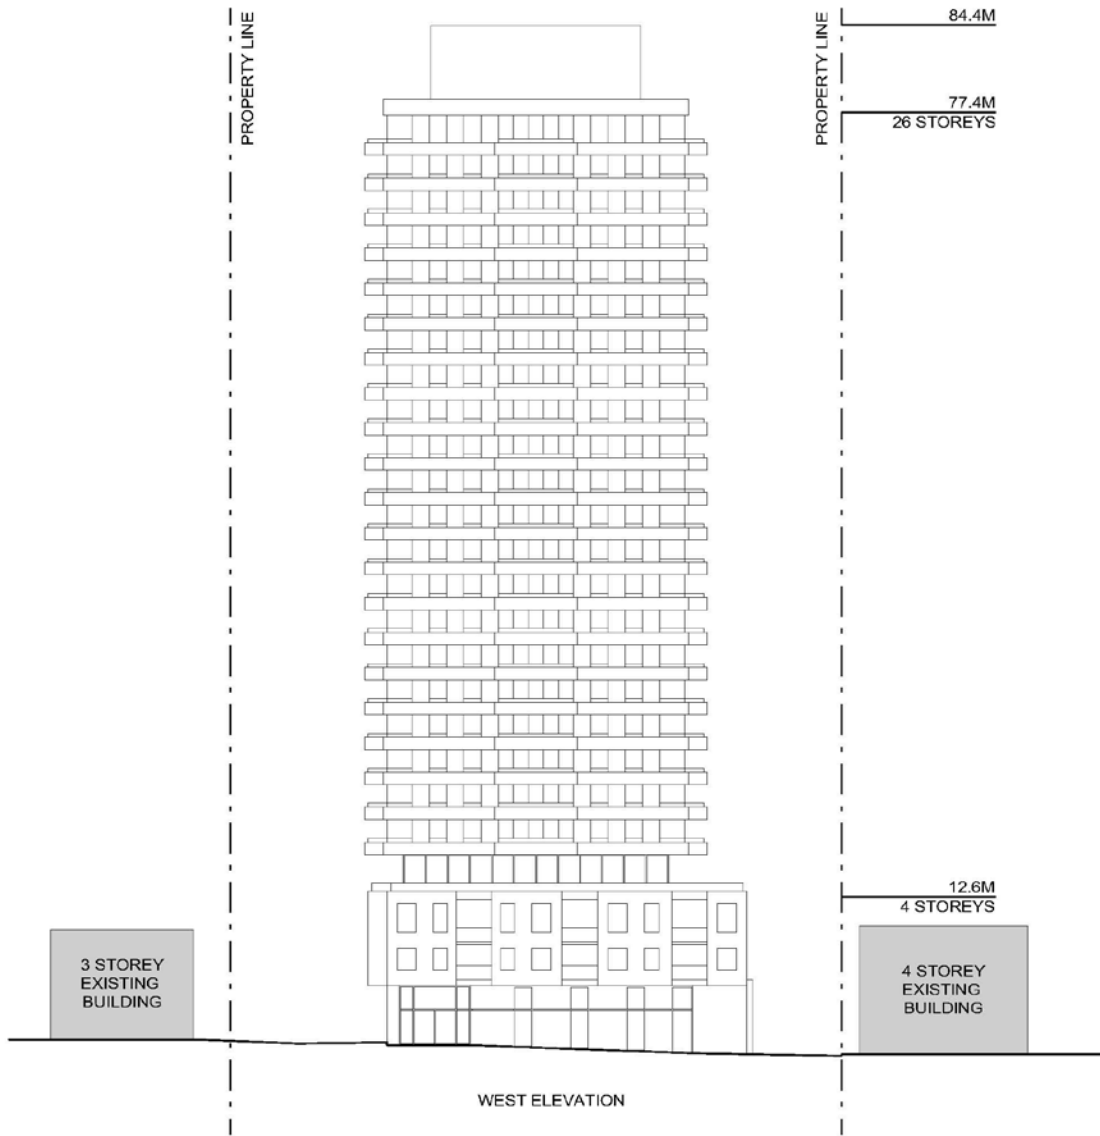 PROPERTY LINE
PROPERTY LINE
84.4M
77.4M
26 STOREYS
12.6M
4 STOREYS
3 STOREY
EXISTING
BUILDING
4 STOREY
EXISTING
BUILDING
WEST ELEVATION